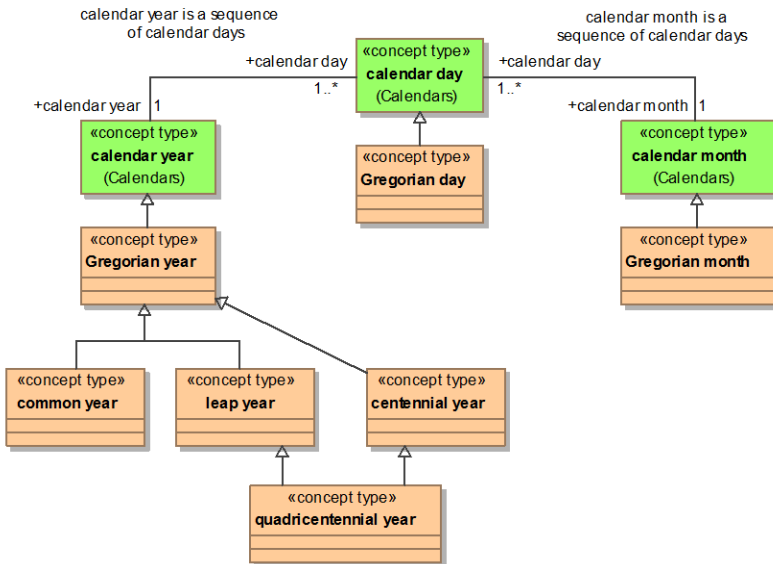 calendar year is a sequence
of calendar days
calendar month is a
sequence of calendar days
+calendar day
1..*
«concept type»
calendar day
(Calendars)
+calendar day
1..*
+calendar year
1
+calendar month
1
«concept type»
calendar year
(Calendars)
«concept type»
Gregorian day
«concept type»
calendar month
(Calendars)
«concept type»
Gregorian year
«concept type»
Gregorian month
«concept type»
common year
«concept type»
leap year
«concept type»
centennial year
«concept type»
quadricentennial year